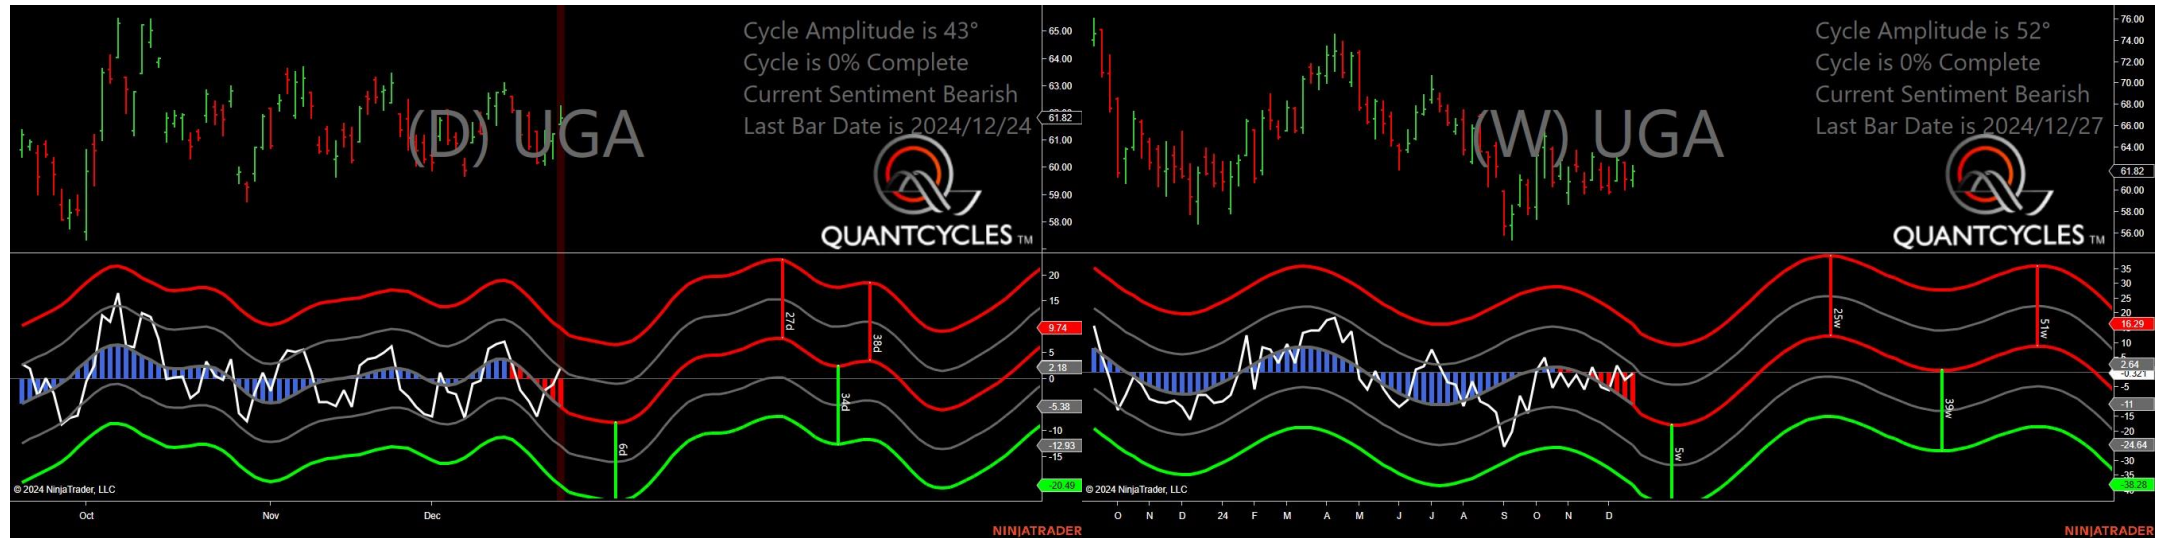 Cycle Amplitude is 43°
Cycle is 0% Complete
Current Sentiment Bearish
Last Bar Date is 2024/12/24
(D) UGA
QUANTCYCLES TM
65.00
64.00
63.00
61.82
61.00
60.00
59.00
58.00
27d
38d
34d
6d
20
15
9.74
5
2.18
0
-5.38
-10
-12.93
-15
-20.49
© 2024 NinjaTrader, LLC
Oct Nov Dec
NINJATRADER
Cycle Amplitude is 52°
Cycle is 0% Complete
Current Sentiment Bearish
Last Bar Date is 2024/12/27
(W) UGA
QUANTCYCLES TM
76.00
74.00
72.00
70.00
68.00
66.00
64.00
61.82
60.00
58.00
56.00
25w
51w
39w
5w
35
30
25
20
16.29
2.64
-0.321
-5
-11
-15
-20
-24.64
-30
-35
-38.28
© 2024 NinjaTrader, LLC
O N D 24 F M A M J J A S O N D
NINJATRADER